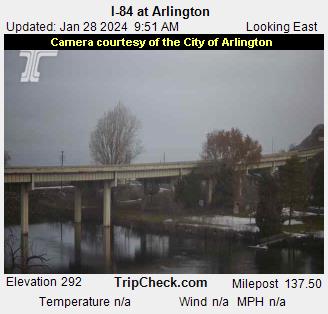 I-84 at Arlington
Updated: Jan 28 2024 9:51 AM Looking East
Camera courtesy of the City of Arlington
Elevation 292 TripCheck.com Milepost 137.50
Temperature n/a Wind n/a MPH n/a